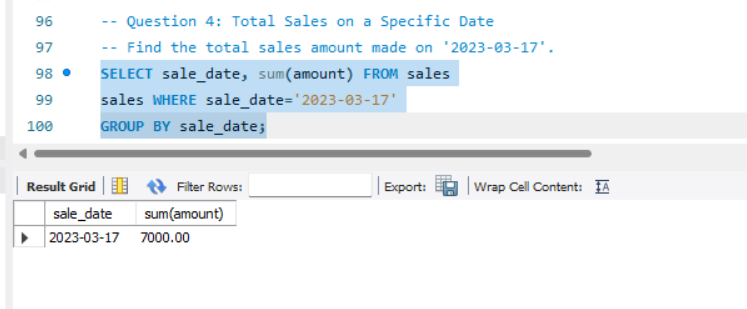 96 -- Question 4: Total Sales on a Specific Date
97 -- Find the total sales amount made on '2023-03-17'.
98 SELECT sale_date, sum(amount) FROM sales
99 sales WHERE sale_date='2023-03-17'
100 GROUP BY sale_date;
Result Grid Filter Rows: Export: Wrap Cell Content: IA
sale_date sum(amount)
2023-03-17 7000.00